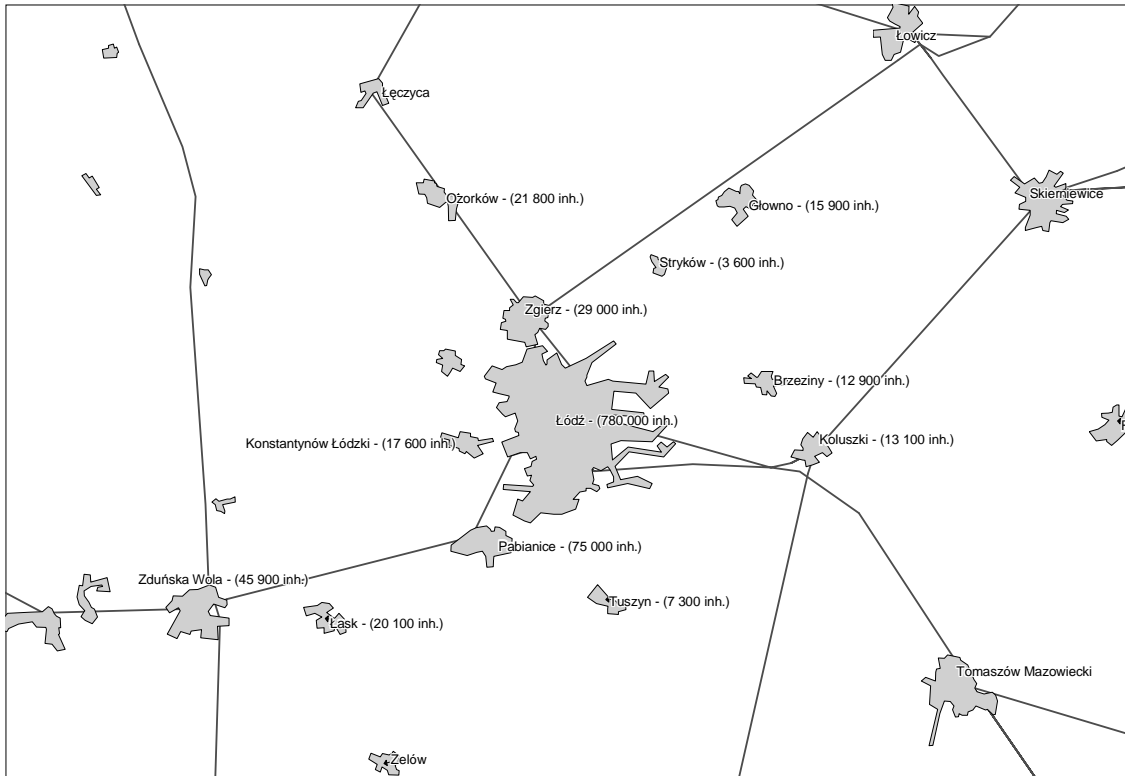 Łowicz
Łęczyca
Skierniewice
Ozorków - (21 800 inh.)
Głowno - (15 900 inh.)
Stryków - (3 600 inh.)
Zgierz - (29 000 inh.)
Brzeziny - (12 900 inh.)
Łódź - (780 000 inh.)
Konstantynów Łódzki - (17 600 inh.)
Koluszki - (13 100 inh.)
Pabianice - (75 000 inh.)
Zduńska Wola - (45 900 inh.)
Tuszyn - (7 300 inh.)
Łask - (20 100 inh.)
Tomaszów Mazowiecki
Żelów